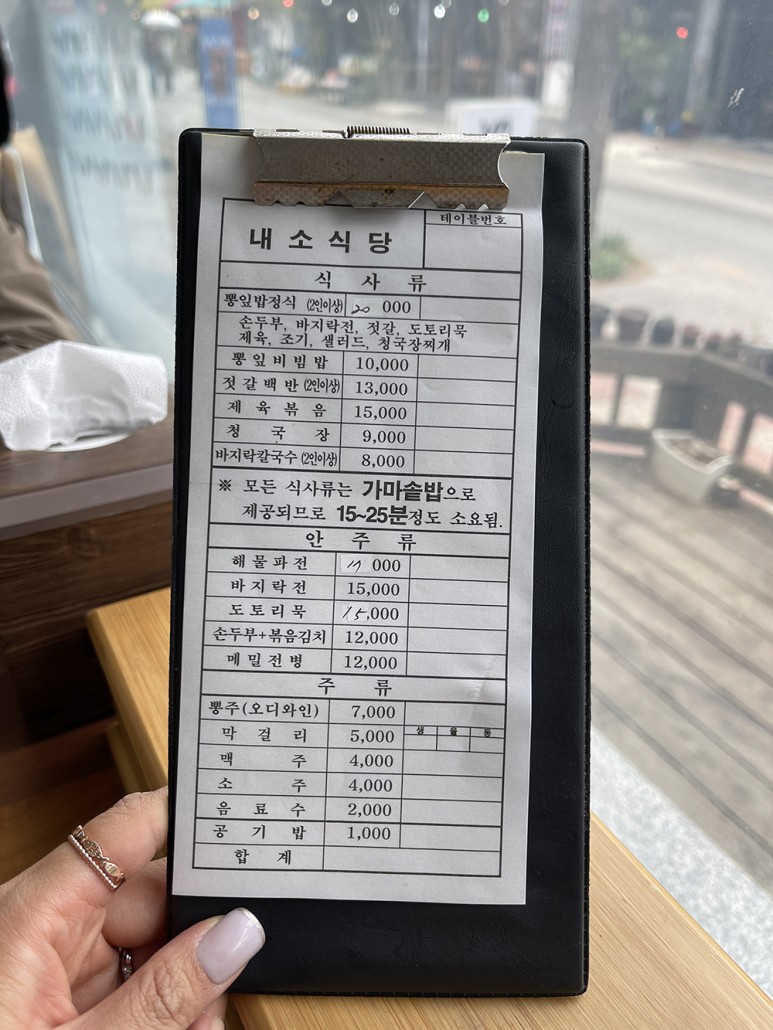 테이블번호
내소식당
식 사 류
뽕잎밥정식 (2인이상) 20 000
손두부, 바지락전, 젓갈, 도토리묵
제육, 조기, 샐러드, 청국장찌개
뽕잎비빔밥 10,000
젓갈백반 (2인이상) 13,000
제육볶음 15,000
청국장 9,000
바지락칼국수 (2인이상) 8,000
※ 모든 식사류는 가마솥밥으로
제공되므로 15~25분정도 소요됨.
안 주 류
해물파전 000
바지락전 15,000
도토리묵 15,000
손두부+볶음김치 12,000
메밀전병 12,000
주 류
뽕주(오디와인) 7,000
막걸리 5,000 생 율 동
맥주 4,000
소주 4,000
음료수 2,000
공기밥 1,000
합 계